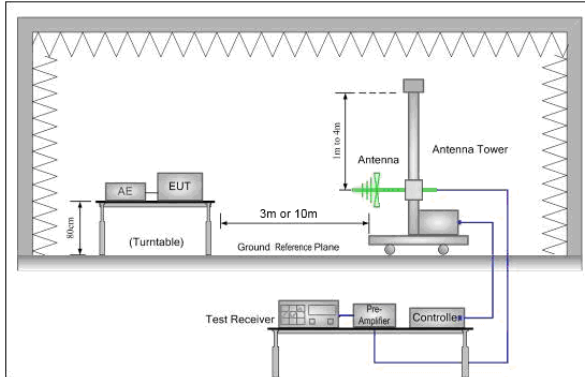 1m to 4m
Antenna
Antenna Tower
AE
EUT
80cm
3m or 10m
(Turntable)
Ground Reference Plane
Test Receiver
Pre-
Amplifier
Controlle